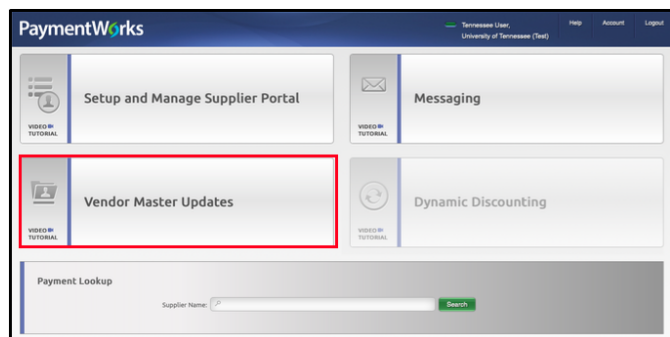 PaymentWorks
Tennessee User,
University of Tennessee (Test)
Help
Account
Logout
Setup and Manage Supplier Portal
VIDEO
TUTORIAL
Messaging
VIDEO
TUTORIAL
Vendor Master Updates
VIDEO
TUTORIAL
Dynamic Discounting
VIDEO
TUTORIAL
Payment Lookup
Supplier Name:
Search